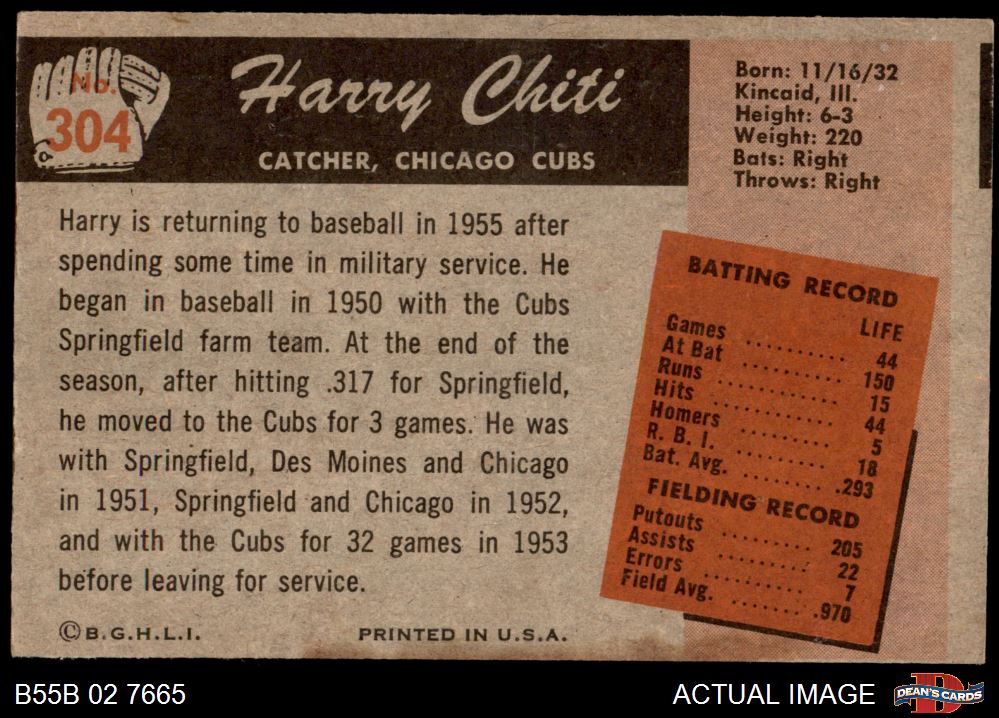 No.
304
Harry Chiti
CATCHER, CHICAGO CUBS
Born: 11/16/32
Kincaid, Ill.
Height: 6-3
Weight: 220
Bats: Right
Throws: Right
Harry is returning to baseball in 1955 after
spending some time in military service. He
began in baseball in 1950 with the Cubs
Springfield farm team. At the end of the
season, after hitting .317 for Springfield,
he moved to the Cubs for 3 games. He was
with Springfield, Des Moines and Chicago
in 1951, Springfield and Chicago in 1952,
and with the Cubs for 32 games in 1953
before leaving for service.
BATTING RECORD
LIFE
Games .......... 44
At Bat .......... 150
Runs .......... 15
Hits .......... 44
Homers .......... 5
R. B. I. .......... 18
Bat. Avg. ........ .293
FIELDING RECORD
Putouts ......... 205
Assists ......... 22
Errors .......... 7
Field Avg. ....... .970
©B.G.H.L.I.
PRINTED IN U.S.A.
B55B 02 7665
ACTUAL IMAGE
DEAN'S CARDS